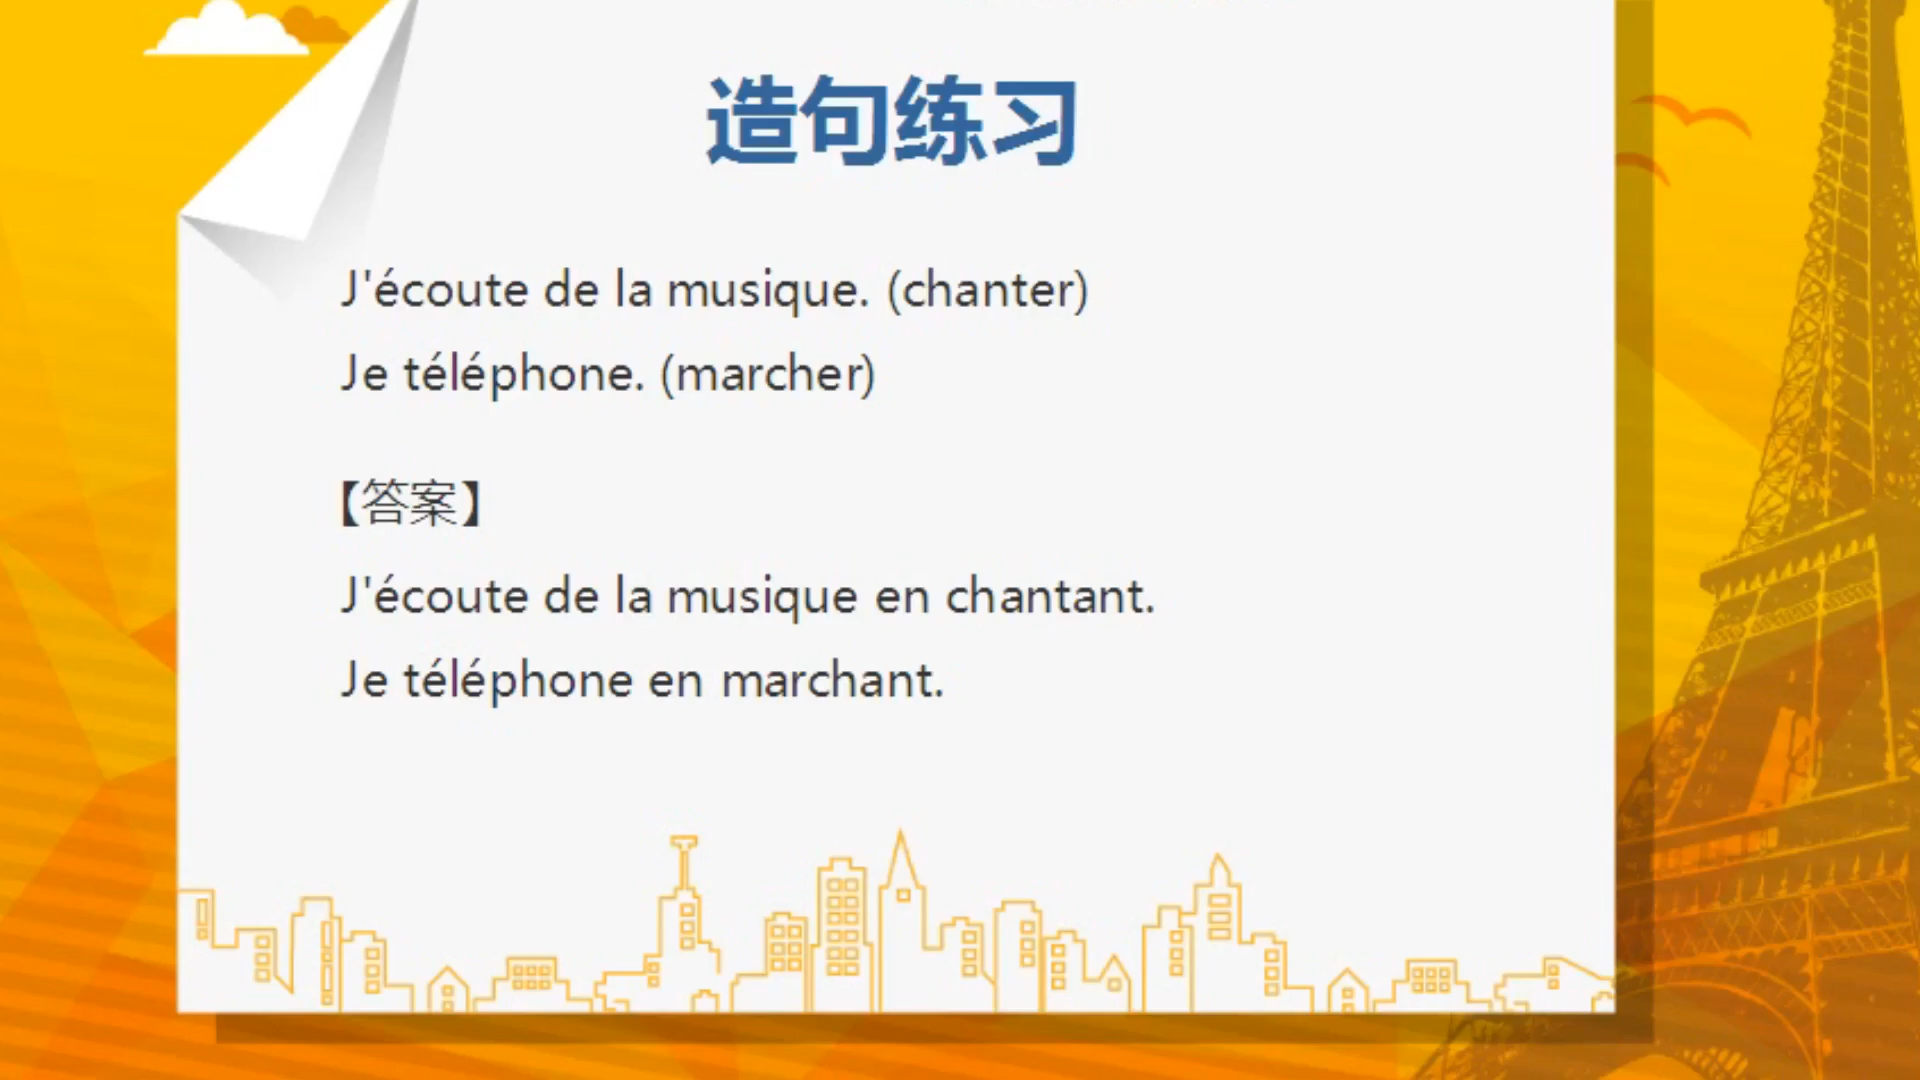 造句练习
J'écoute de la musique. (chanter)
Je téléphone. (marcher)
【答案】
J'écoute de la musique en chantant.
Je téléphone en marchant.